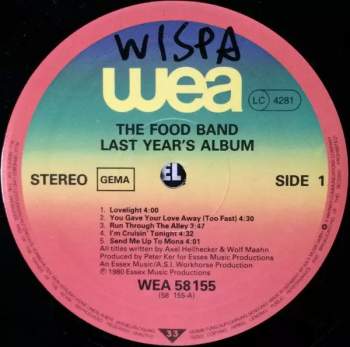 WISPA
wea
LC 4281
THE FOOD BAND
LAST YEAR'S ALBUM
STEREO GEMA EL SIDE 1
1. Lovelight 4:00
2. You Gave Your Love Away (Too Fast) 4:30
3. Run Through The Alley 3:47
4. I'm Cruisin' Tonight 4:32
5. Send Me Up To Mona 4:01
All titles written by Axel Heilhecker & Wolf Maahn
Produced by Peter Ker for Essex Music Productions
An Essex Music/A.S.I. Workhorse Production
℗ 1980 Essex Music Productions
WEA 58 155
(58 155-A)
33